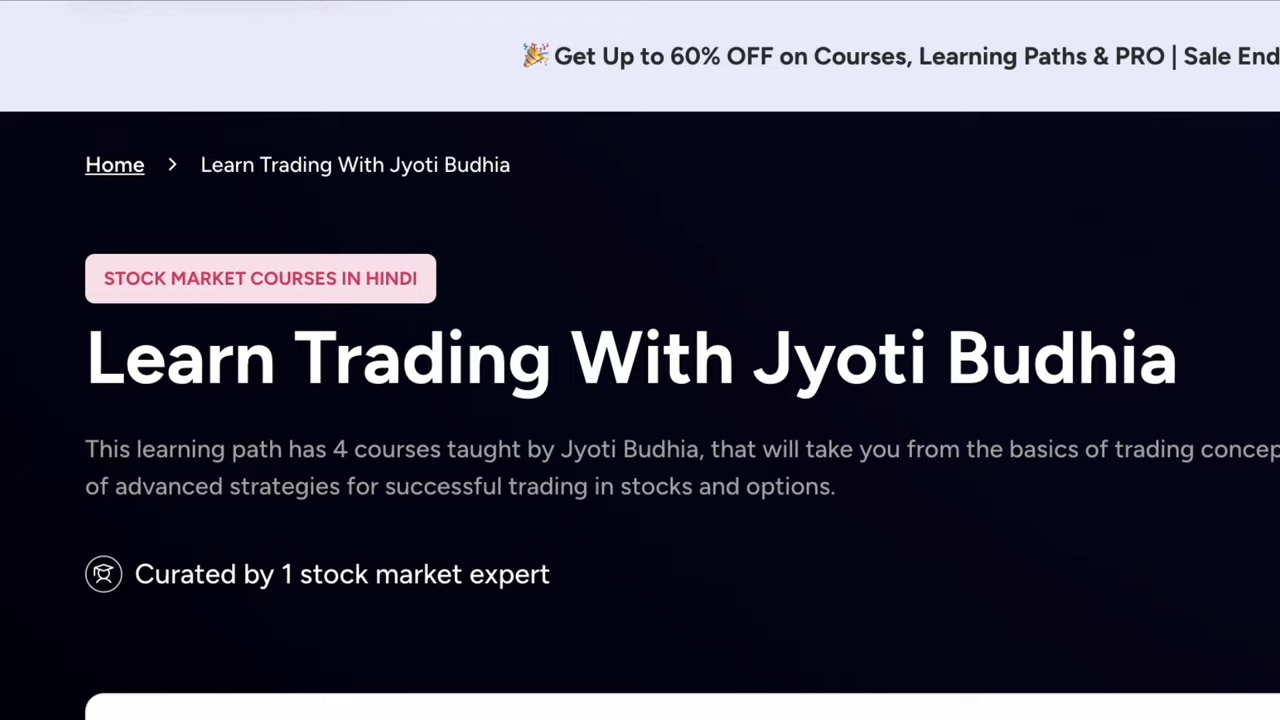 🎉 Get Up to 60% OFF on Courses, Learning Paths & PRO | Sale End
Home > Learn Trading With Jyoti Budhia
STOCK MARKET COURSES IN HINDI
Learn Trading With Jyoti Budhia
This learning path has 4 courses taught by Jyoti Budhia, that will take you from the basics of trading concep
of advanced strategies for successful trading in stocks and options.
Curated by 1 stock market expert